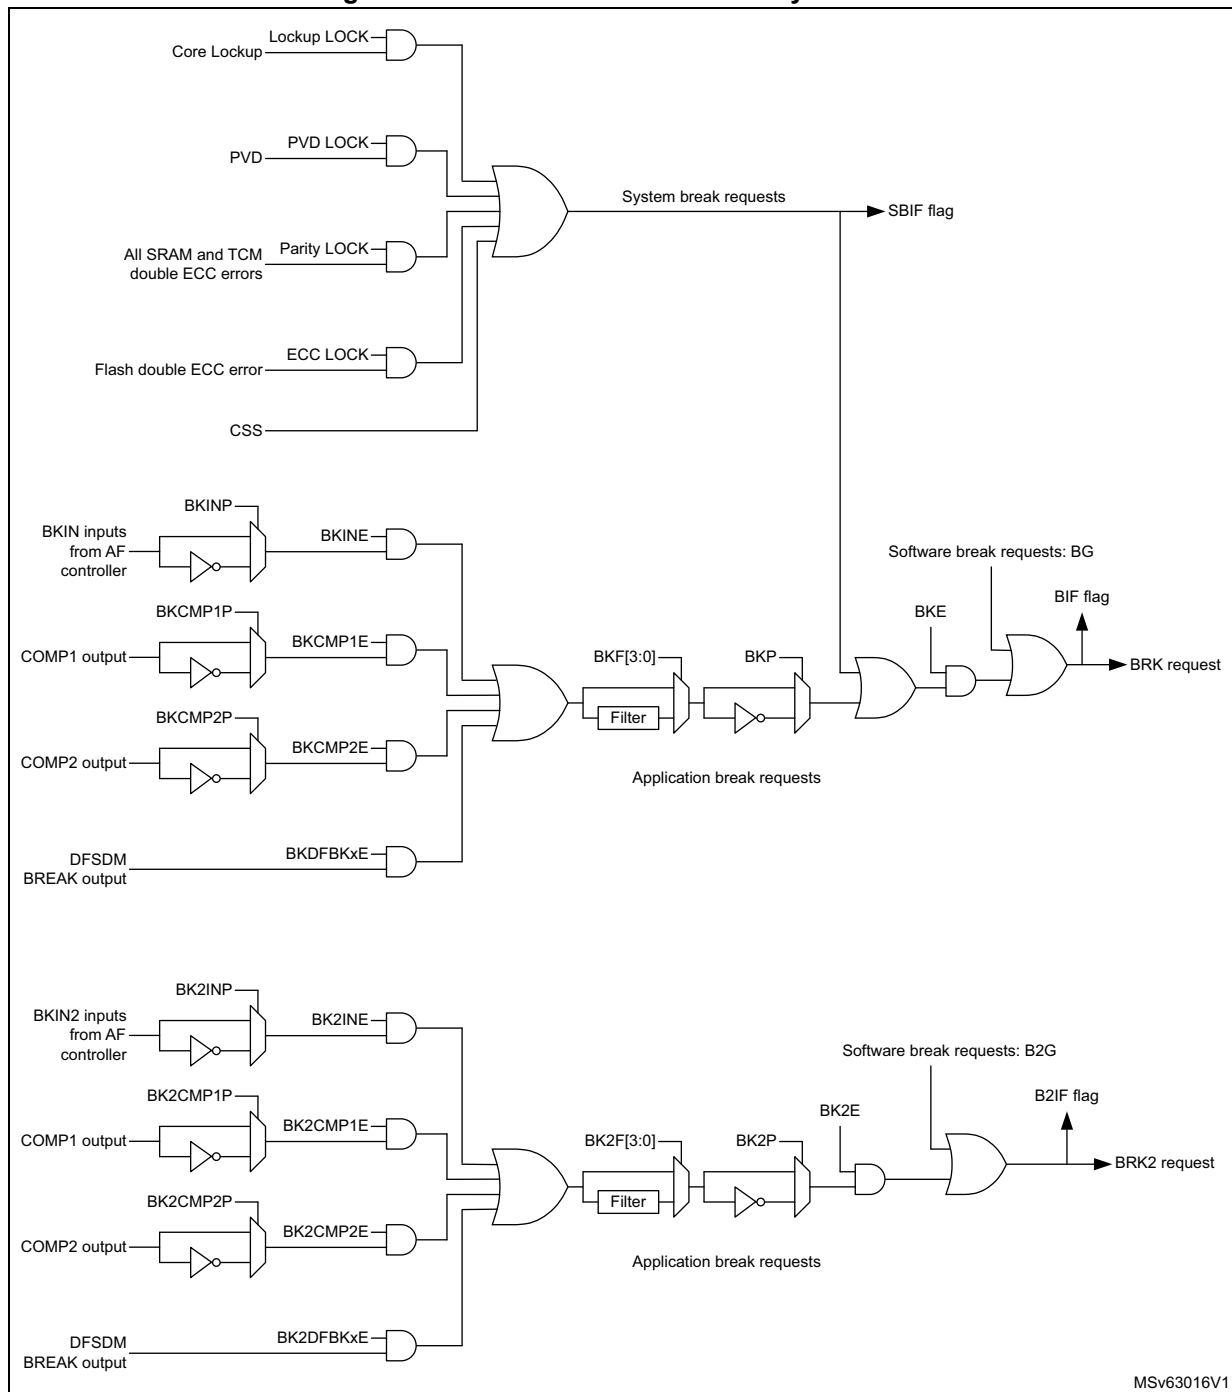 Lockup LOCK
Core Lockup
PVD LOCK
PVD
System break requests
SBIF flag
Parity LOCK
All SRAM and TCM
double ECC errors
ECC LOCK
Flash double ECC error
CSS
BKINP
BKIN inputs
from AF
controller
BKINE
Software break requests: BG
BIF flag
BKCMP1P
BKCMP1E
COMP1 output
BKF[3:0]
BKP
BKE
BRK request
Filter
BKCMP2P
BKCMP2E
COMP2 output
Application break requests
BKDFBKxE
DFSDM
BREAK output
BK2INP
BKIN2 inputs
from AF
controller
BK2INE
Software break requests: B2G
B2IF flag
BK2CMP1P
BK2CMP1E
COMP1 output
BK2F[3:0]
BK2P
BK2E
BRK2 request
Filter
BK2CMP2P
BK2CMP2E
COMP2 output
Application break requests
BK2DFBKxE
DFSDM
BREAK output
MSv63016V1